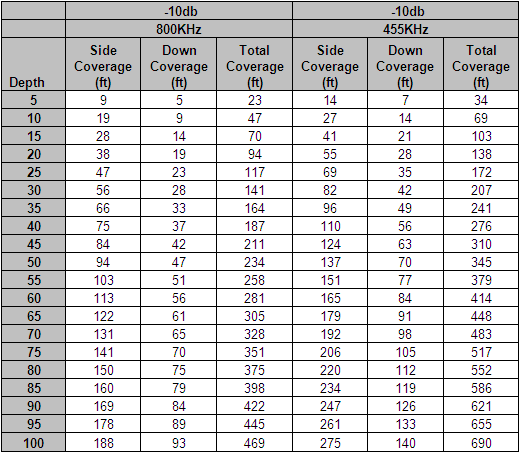 -10db -10db
800KHz 455KHz
Side Down Total Side Down Total
Coverage Coverage Coverage Coverage Coverage Coverage
Depth (ft) (ft) (ft) (ft) (ft) (ft)
5 9 5 23 14 7 34
10 19 9 47 27 14 69
15 28 14 70 41 21 103
20 38 19 94 55 28 138
25 47 23 117 69 35 172
30 56 28 141 82 42 207
35 66 33 164 96 49 241
40 75 37 187 110 56 276
45 84 42 211 124 63 310
50 94 47 234 137 70 345
55 103 51 258 151 77 379
60 113 56 281 165 84 414
65 122 61 305 179 91 448
70 131 65 328 192 98 483
75 141 70 351 206 105 517
80 150 75 375 220 112 552
85 160 79 398 234 119 586
90 169 84 422 247 126 621
95 178 89 445 261 133 655
100 188 93 469 275 140 690